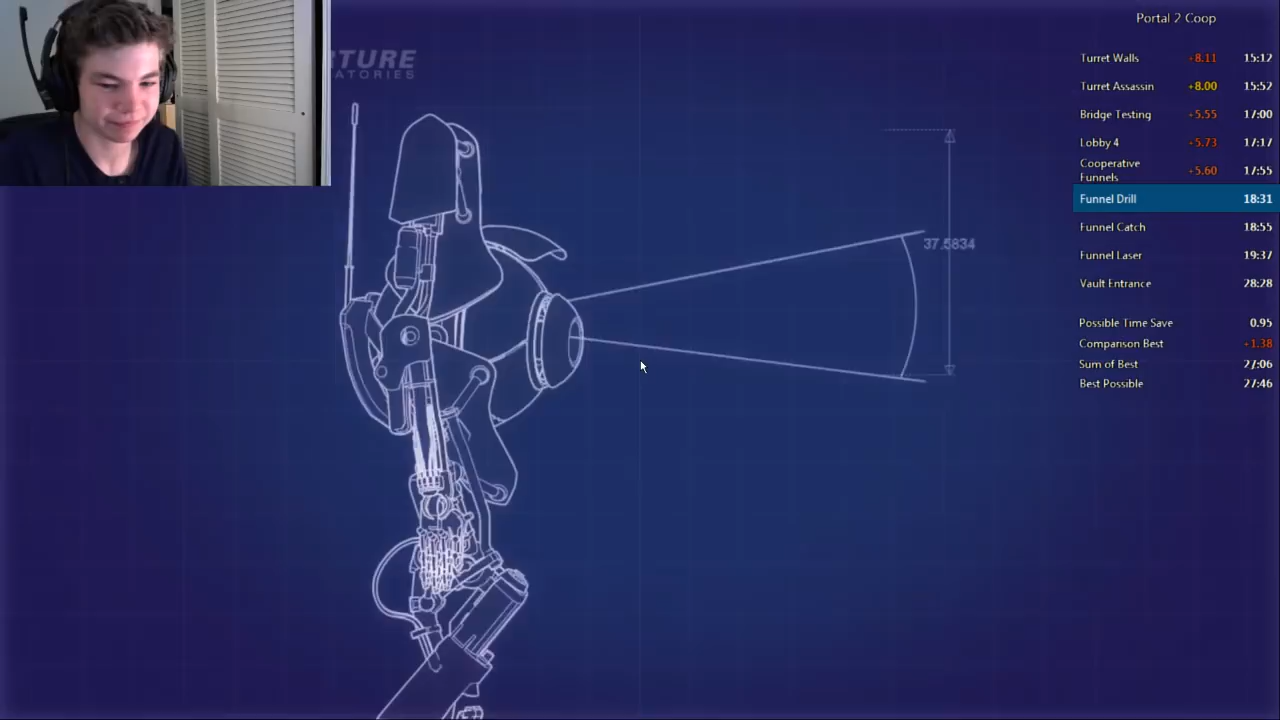 RTURE
RATORIES
37.5834
Portal 2 Coop
Turret Walls +8.11 15:12
Turret Assassin +8.00 15:52
Bridge Testing +5.55 17:00
Lobby 4 +5.73 17:17
Cooperative
Funnels +5.60 17:55
Funnel Drill 18:31
Funnel Catch 18:55
Funnel Laser 19:37
Vault Entrance 28:28
Possible Time Save 0.95
Comparison Best +1.38
Sum of Best 27:06
Best Possible 27:46